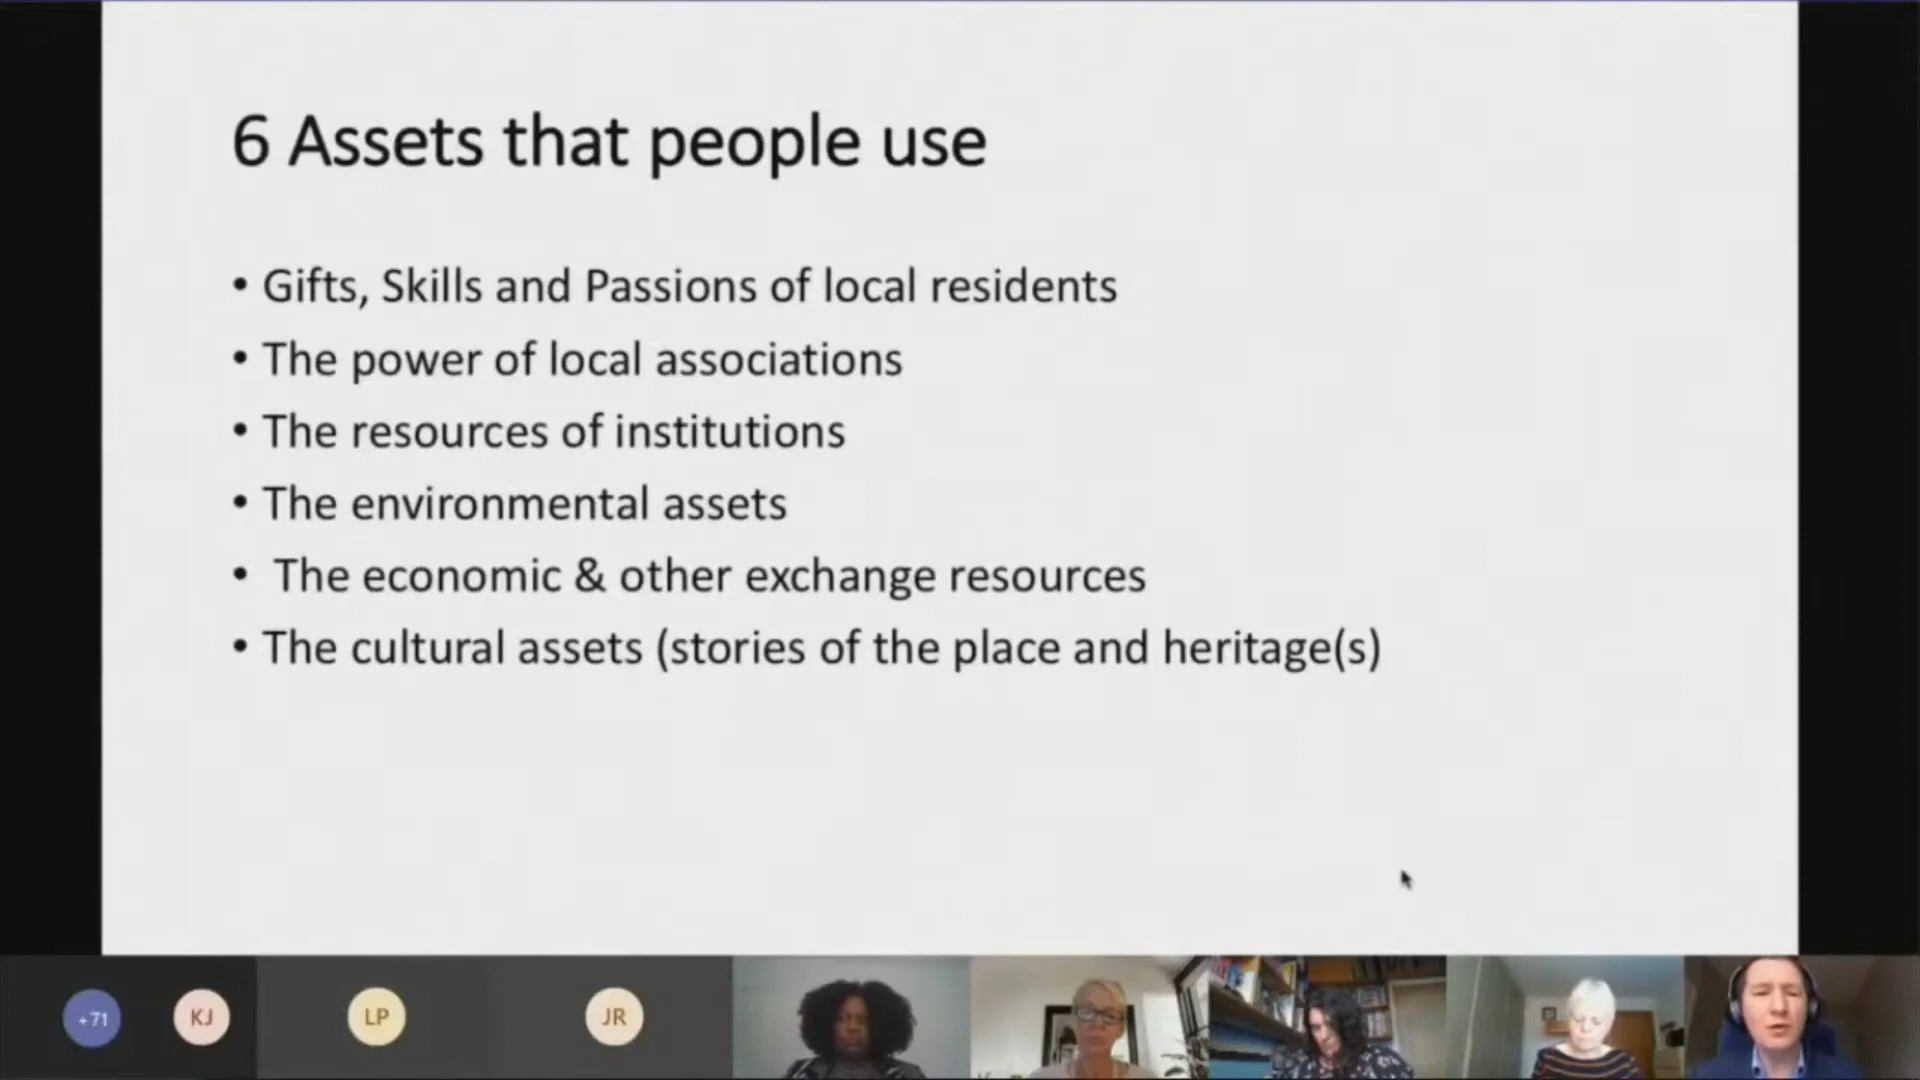 6 Assets that people use
• Gifts, Skills and Passions of local residents
• The power of local associations
• The resources of institutions
• The environmental assets
• The economic & other exchange resources
• The cultural assets (stories of the place and heritage(s)
+71
KJ
LP
JR